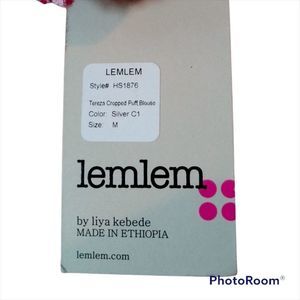 LEMLEM
Style# HS1876
Tereza Cropped Puff Blouse
Color: Silver C1
Size: M
lemlem
by liya kebede
MADE IN ETHIOPIA
lemlem.com
PhotoRoom®